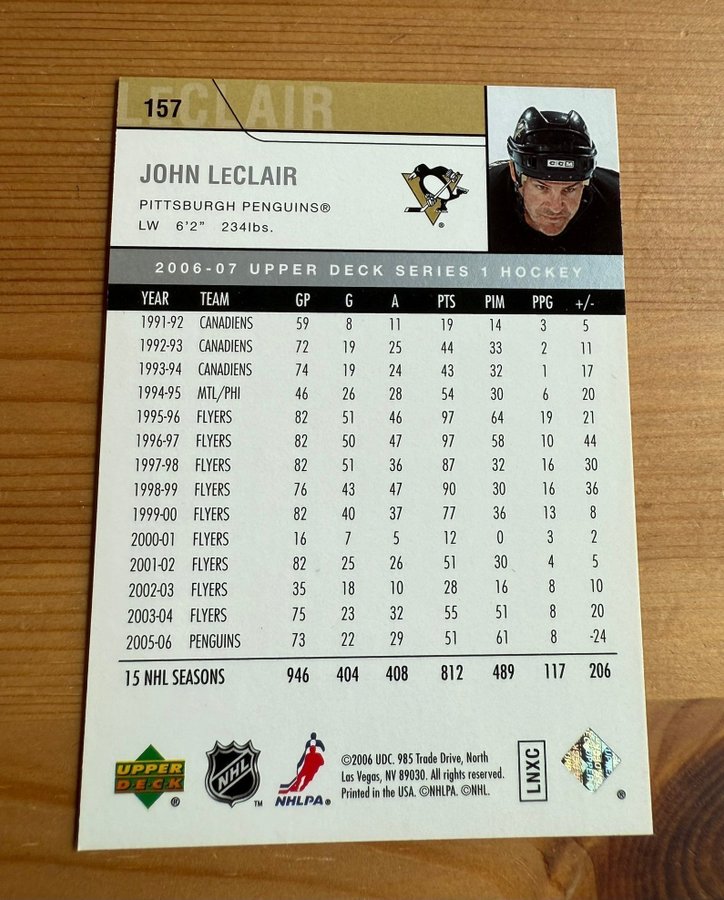 LECLAIR
157
JOHN LeCLAIR
PITTSBURGH PENGUINS®
LW 6'2" 234lbs.
CCM
2006-07 UPPER DECK SERIES 1 HOCKEY
YEAR TEAM GP G A PTS PIM PPG +/-
1991-92 CANADIENS 59 8 11 19 14 3 5
1992-93 CANADIENS 72 19 25 44 33 2 11
1993-94 CANADIENS 74 19 24 43 32 1 17
1994-95 MTL/PHI 46 26 28 54 30 6 20
1995-96 FLYERS 82 51 46 97 64 19 21
1996-97 FLYERS 82 50 47 97 58 10 44
1997-98 FLYERS 82 51 36 87 32 16 30
1998-99 FLYERS 76 43 47 90 30 16 36
1999-00 FLYERS 82 40 37 77 36 13 8
2000-01 FLYERS 16 7 5 12 0 3 2
2001-02 FLYERS 82 25 26 51 30 4 5
2002-03 FLYERS 35 18 10 28 16 8 10
2003-04 FLYERS 75 23 32 55 51 8 20
2005-06 PENGUINS 73 22 29 51 61 8 -24
15 NHL SEASONS 946 404 408 812 489 117 206
UPPER DECK ®
NHL ™
NHLPA®
©2006 UDC. 985 Trade Drive, North
Las Vegas, NV 89030. All rights reserved.
Printed in the USA. ©NHLPA. ©NHL.
LNXC
®